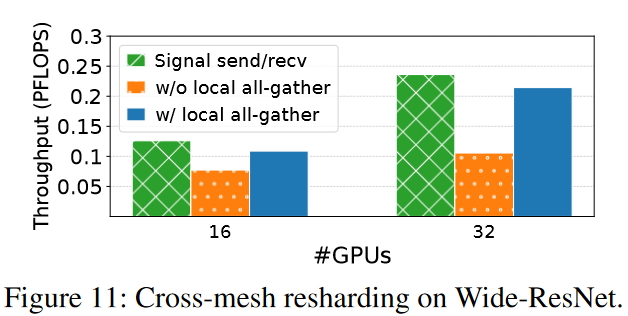 Throughput (PFLOPS)
0.3
0.25
0.2
0.15
0.1
0.05
Signal send/recv
w/o local all-gather
w/ local all-gather
16
32
#GPUs
Figure 11: Cross-mesh resharding on Wide-ResNet.